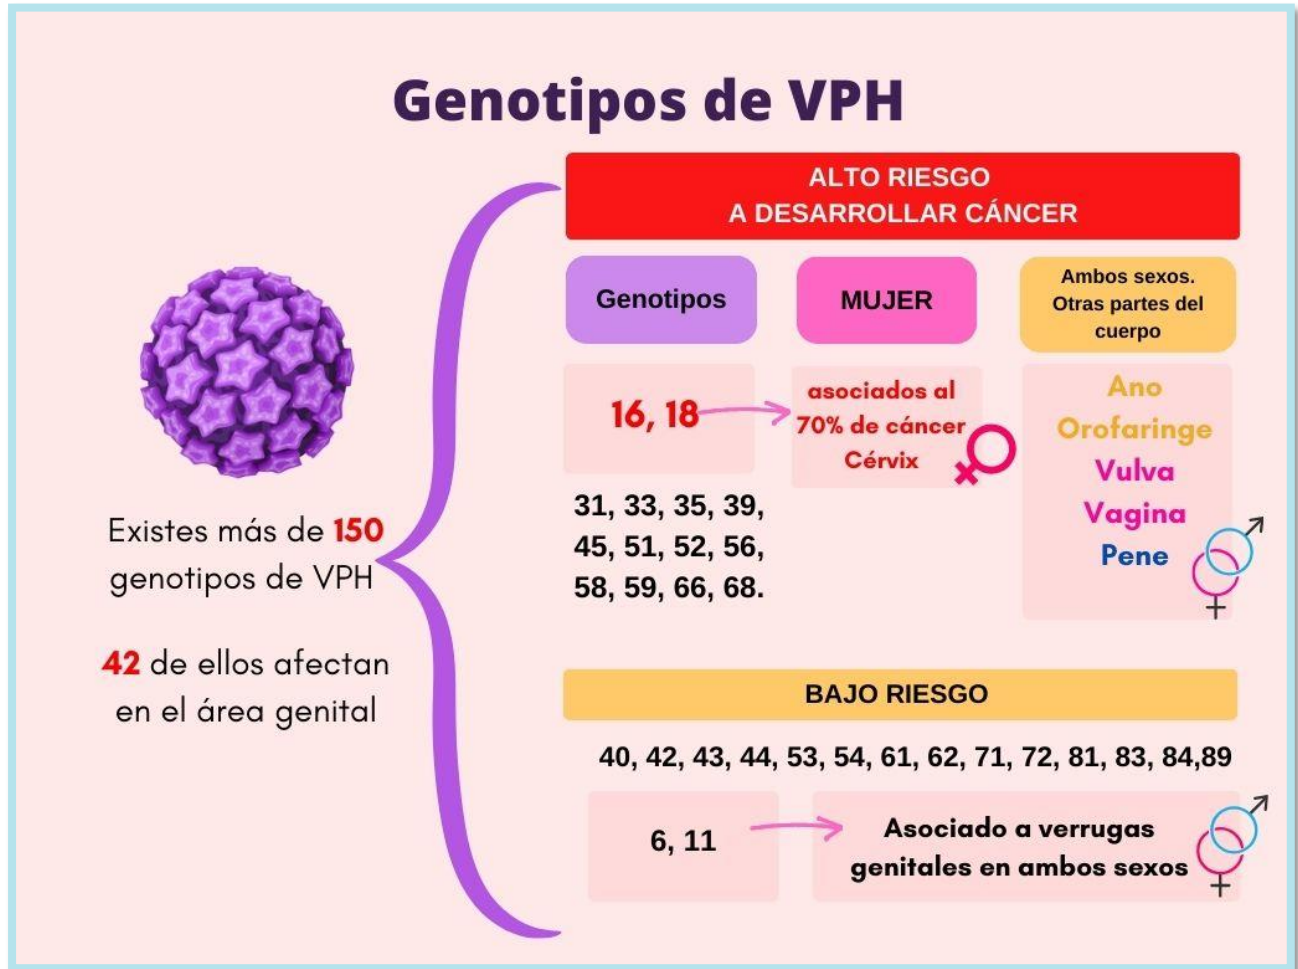 Genotipos de VPH
ALTO RIESGO
A DESARROLLAR CÁNCER
Genotipos
MUJER
Ambos sexos.
Otras partes del
cuerpo
16, 18
asociados al
70% de cáncer
Cérvix
Ano
Orofaringe
Vulva
Vagina
Pene
31, 33, 35, 39,
45, 51, 52, 56,
58, 59, 66, 68.
Existes más de 150
genotipos de VPH
42 de ellos afectan
en el área genital
BAJO RIESGO
40, 42, 43, 44, 53, 54, 61, 62, 71, 72, 81, 83, 84,89
6, 11
Asociado a verrugas
genitales en ambos sexos